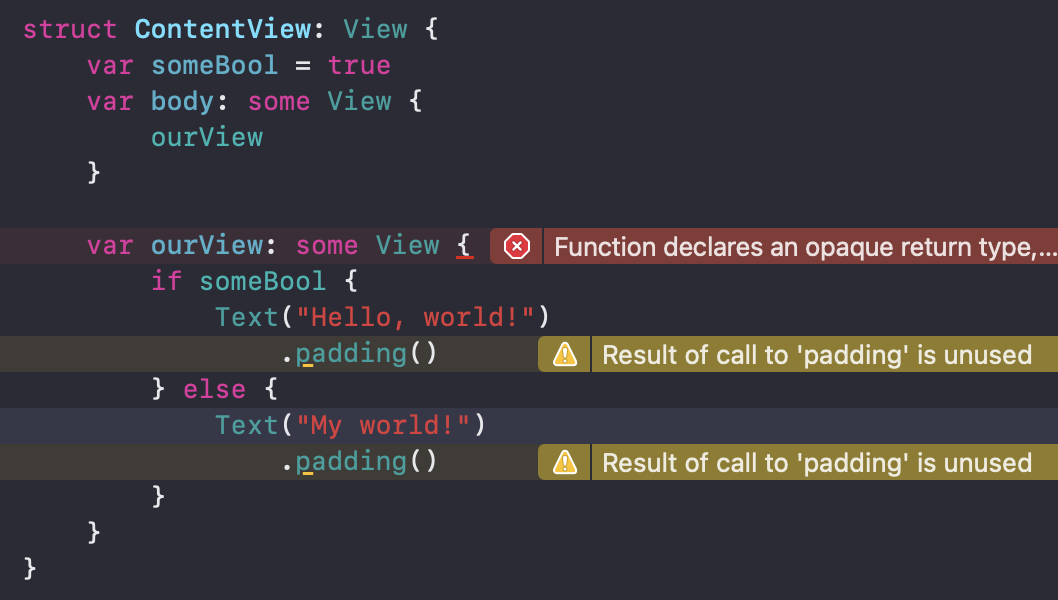 struct ContentView: View {
    var someBool = true
    var body: some View {
        ourView
    }
    var ourView: some View { Function declares an opaque return type,...
        if someBool {
            Text("Hello, world!")
                .padding() Result of call to 'padding' is unused
        } else {
            Text("My world!")
                .padding() Result of call to 'padding' is unused
        }
    }
}